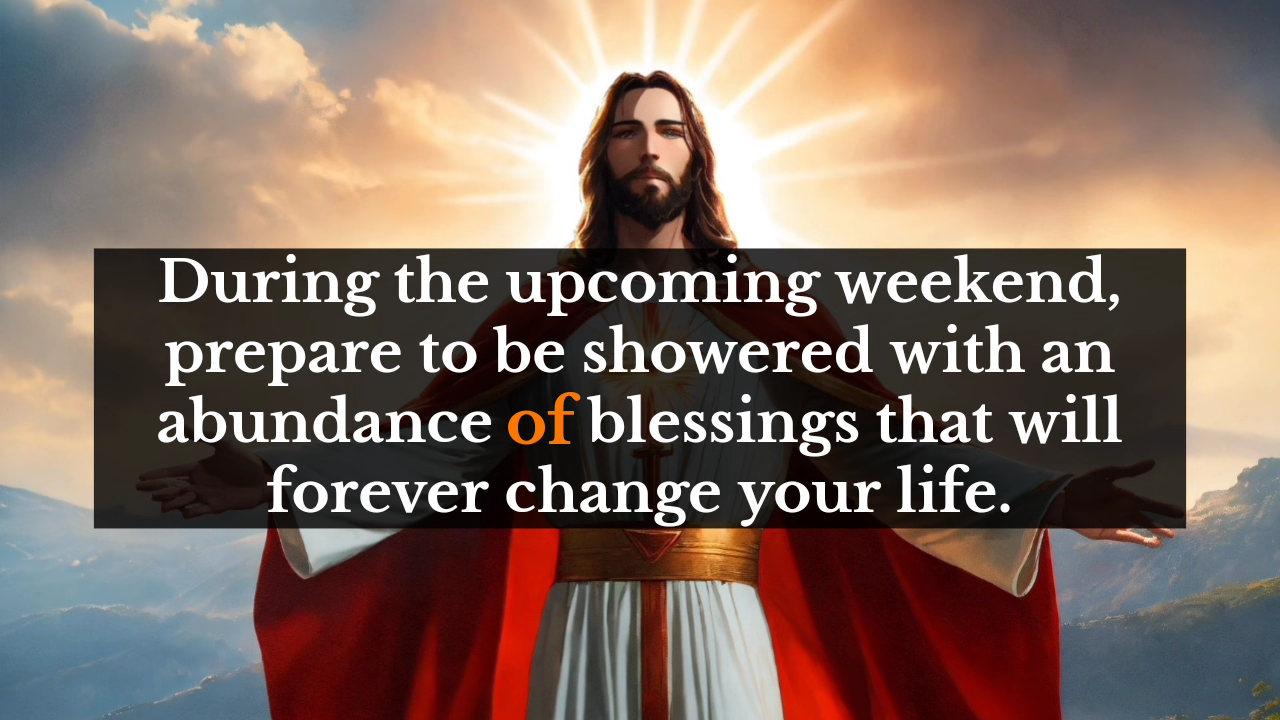 During the upcoming weekend,
prepare to be showered with an
abundance of blessings that will
forever change your life.